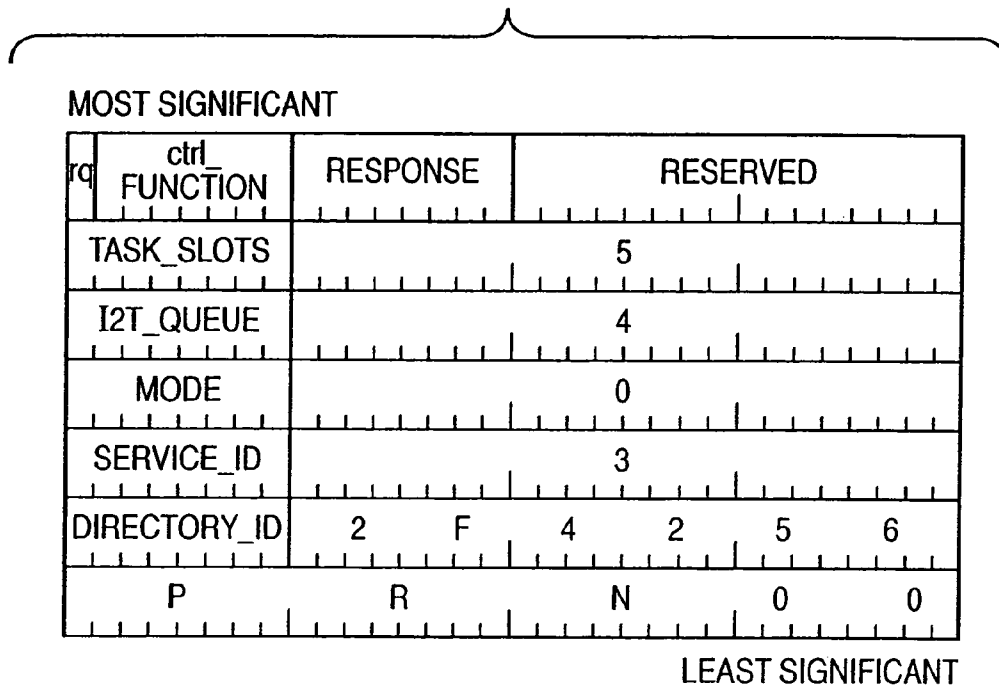 MOST SIGNIFICANT
rq ctrl_ FUNCTION RESPONSE RESERVED
TASK_SLOTS 5
I2T_QUEUE 4
MODE 0
SERVICE_ID 3
DIRECTORY_ID 2 F 4 2 5 6
P R N 0 0
LEAST SIGNIFICANT